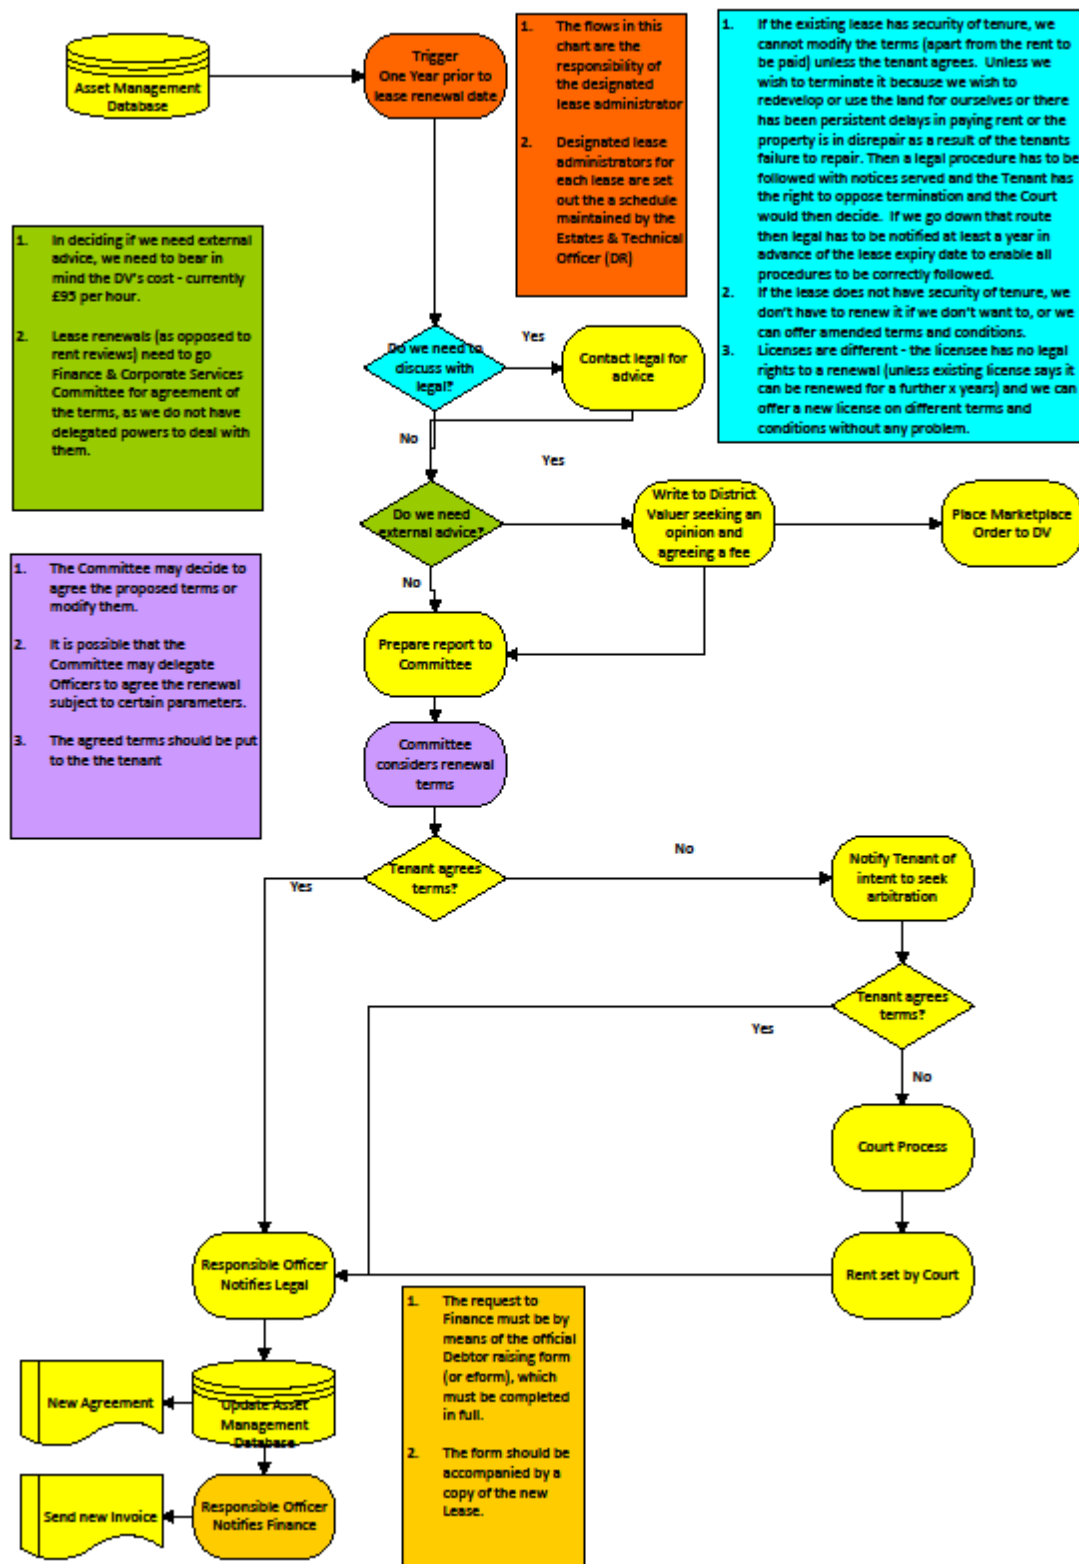 Asset Management
Database
Trigger
One Year prior to
lease renewal date
1. The flows in this
chart are the
responsibility of
the designated
lease administrator
2. Designated lease
administrators for
each lease are set
out the a schedule
maintained by the
Estates & Technical
Officer (DR)
1. If the existing lease has security of tenure, we
cannot modify the terms (apart from the rent to
be paid) unless the tenant agrees. Unless we
wish to terminate it because we wish to
redevelop or use the land for ourselves or there
has been persistent delays in paying rent or the
property is in disrepair as a result of the tenants
failure to repair. Then a legal procedure has to be
followed with notices served and the Tenant has
the right to oppose termination and the Court
would then decide. If we go down that route
then legal has to be notified at least a year in
advance of the lease expiry date to enable all
procedures to be correctly followed.
2. If the lease does not have security of tenure, we
don't have to renew it if we don't want to, or we
can offer amended terms and conditions.
3. Licenses are different - the licensee has no legal
rights to a renewal (unless existing license says it
can be renewed for a further x years) and we can
offer a new license on different terms and
conditions without any problem.
1. In deciding if we need external
advice, we need to bear in
mind the DV's cost - currently
£95 per hour.
2. Lease renewals (as opposed to
rent reviews) need to go
Finance & Corporate Services
Committee for agreement of
the terms, as we do not have
delegated powers to deal with
them.
Do we need to
discuss with
legal?
Yes
Contact legal for
advice
No
Yes
Do we need
external advice?
Write to District
Valuer seeking an
opinion and
agreeing a fee
Place Marketplace
Order to DV
No
1. The Committee may decide to
agree the proposed terms or
modify them.
2. It is possible that the
Committee may delegate
Officers to agree the renewal
subject to certain parameters.
3. The agreed terms should be put
to the the tenant
Prepare report to
Committee
Committee
considers renewal
terms
Tenant agrees
terms?
Yes
No
Notify Tenant of
intent to seek
arbitration
Tenant agrees
terms?
Yes
No
Court Process
Rent set by Court
Responsible Officer
Notifies Legal
1. The request to
Finance must be by
means of the official
Debtor raising form
(or eform), which
must be completed
in full.
2. The form should be
accompanied by a
copy of the new
Lease.
New Agreement
Update Asset
Management
Database
Send new Invoice
Responsible Officer
Notifies Finance